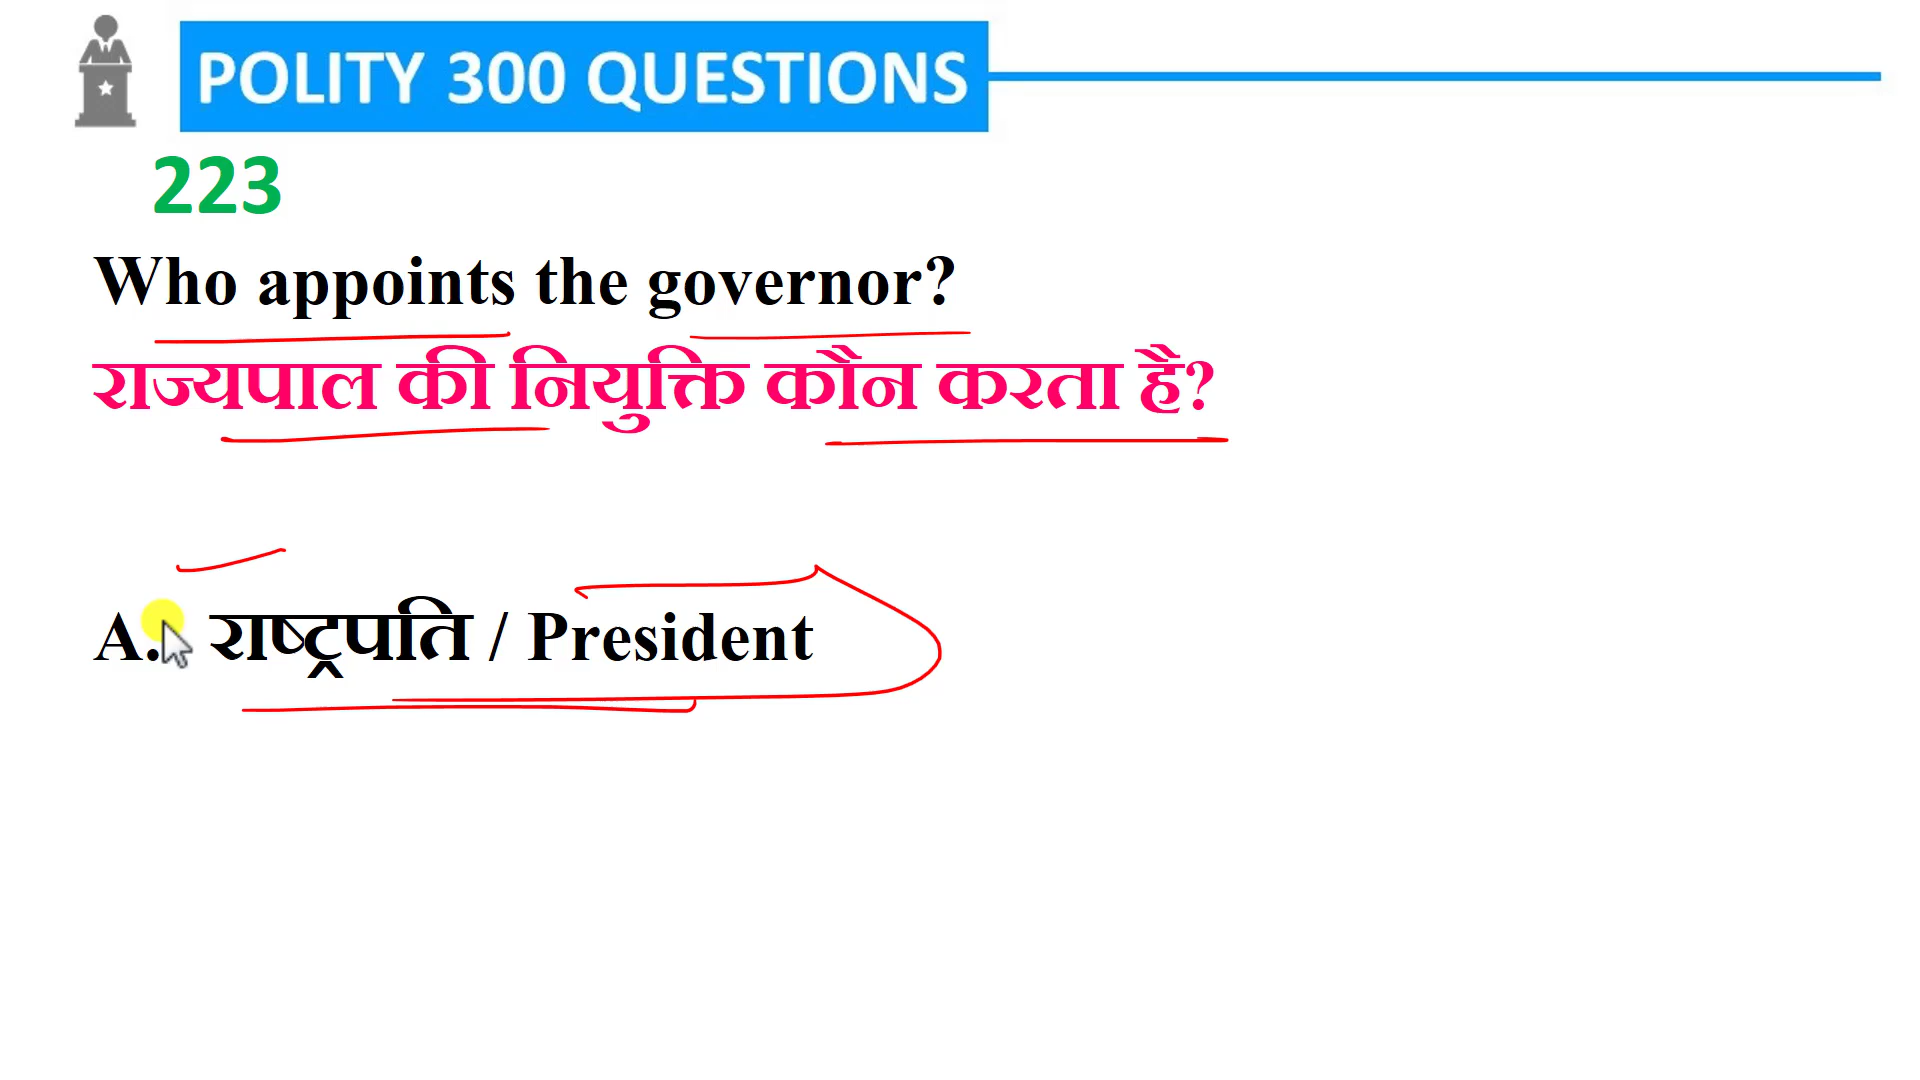 POLITY 300 QUESTIONS
223
Who appoints the governor?
राज्यपाल की नियुक्ति कौन करता है?
A. राष्ट्रपति / President